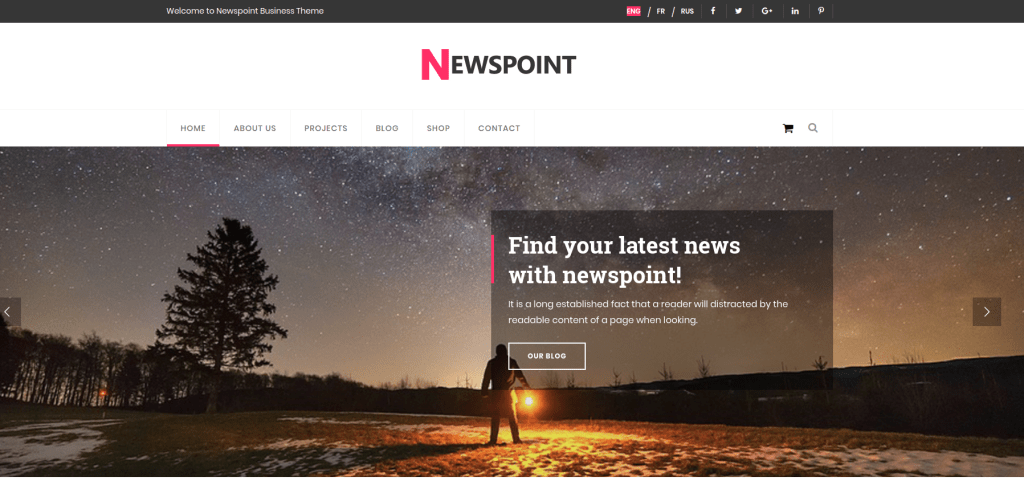 Welcome to Newspoint Business Theme
ENG / FR / RUS
NEWSPOINT
HOME ABOUT US PROJECTS BLOG SHOP CONTACT
Find your latest news
with newspoint!
It is a long established fact that a reader will distracted by the
readable content of a page when looking.
OUR BLOG